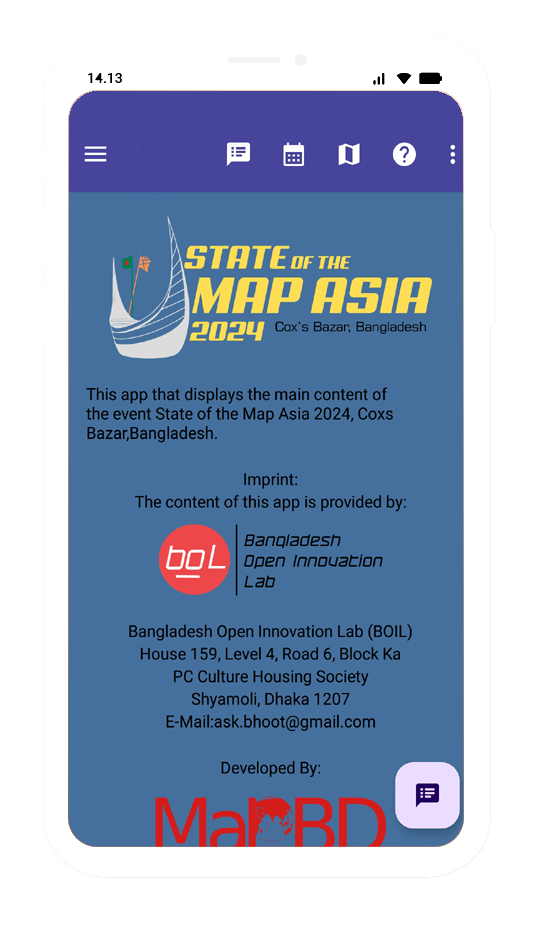 14.13
STATE OF THE
MAP ASIA
2024 Cox's Bazar, Bangladesh
This app that displays the main content of
the event State of the Map Asia 2024, Coxs
Bazar,Bangladesh.
Imprint:
The content of this app is provided by:
boL
Bangladesh
Open Innovation
Lab
Bangladesh Open Innovation Lab (BOIL)
House 159, Level 4, Road 6, Block Ka
PC Culture Housing Society
Shyamoli, Dhaka 1207
E-Mail:ask.bhoot@gmail.com
Developed By:
MapBD